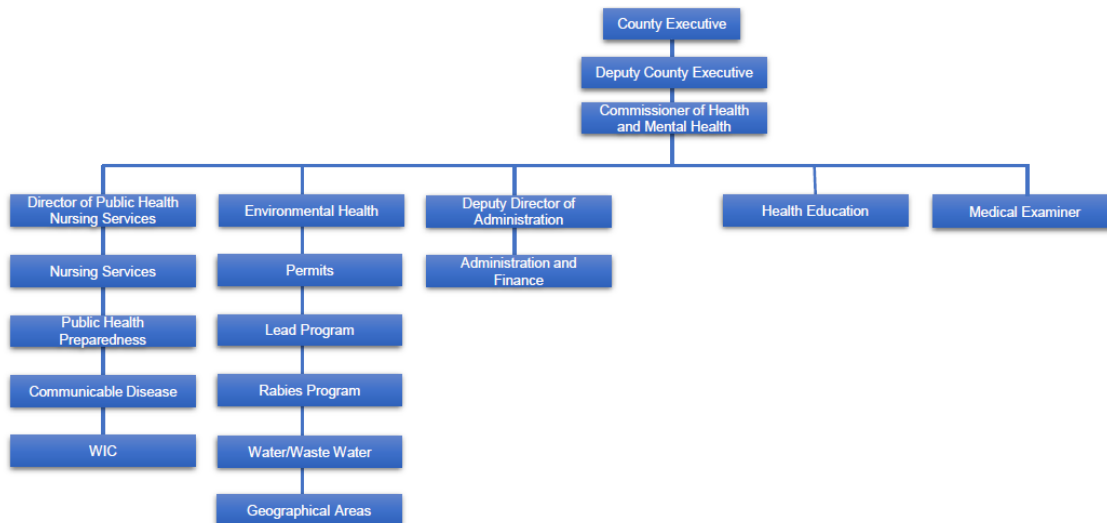 County Executive
Deputy County Executive
Commissioner of Health
and Mental Health
Director of Public Health
Nursing Services
Environmental Health
Deputy Director of
Administration
Health Education
Medical Examiner
Nursing Services
Permits
Administration and
Finance
Public Health
Preparedness
Lead Program
Communicable Disease
Rabies Program
WIC
Water/Waste Water
Geographical Areas